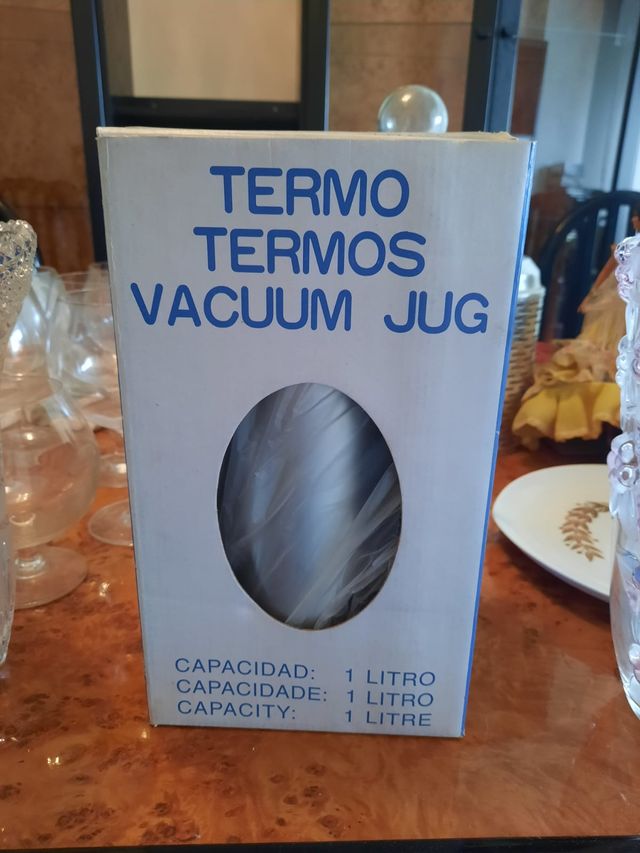 TERMO
TERMOS
VACUUM JUG
CAPACIDAD: 1 LITRO
CAPACIDADE: 1 LITRO
CAPACITY: 1 LITRE